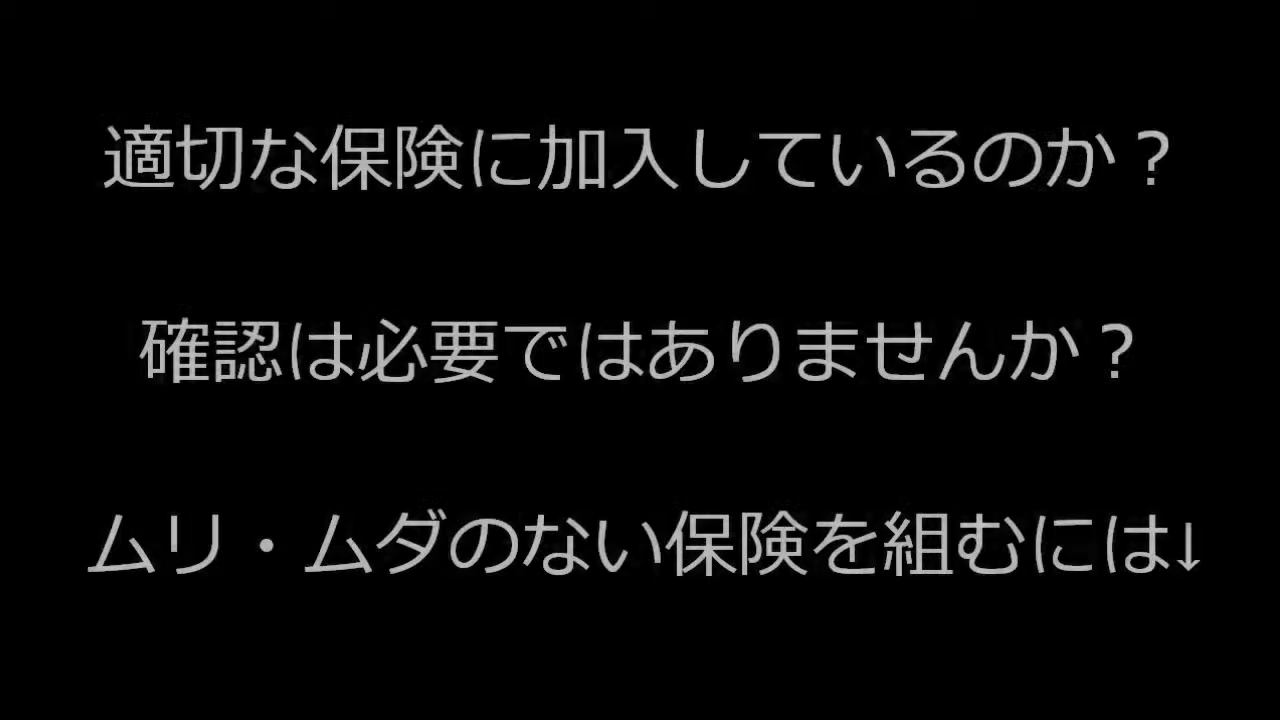 適切な保険に加入しているのか？
確認は必要ではありませんか？
ムリ・ムダのない保険を組むには↓